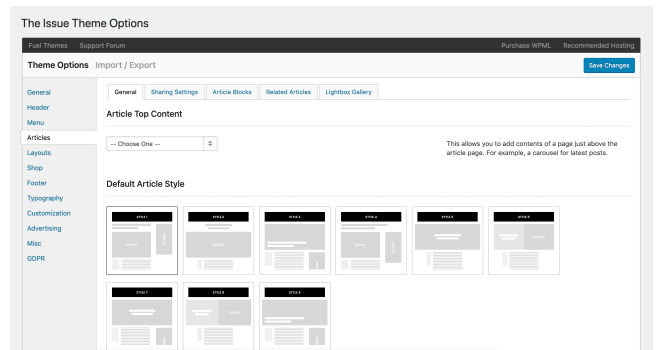 The Issue Theme Options
Fuel Themes Support Forum Purchase WPML Recommended Hosting
Theme Options Import / Export Save Changes
General
Header
Menu
Articles
Layouts
Shop
Footer
Typography
Customization
Advertising
Misc
GDPR
General Sharing Settings Article Blocks Related Articles Lightbox Gallery
Article Top Content
-- Choose One --
This allows you to add contents of a page just above the
article page. For example, a carousel for latest posts.
Default Article Style
STYLE 1 STYLE 2 STYLE 3 STYLE 4 STYLE 5 STYLE 6
STYLE 7 STYLE 8 STYLE 9